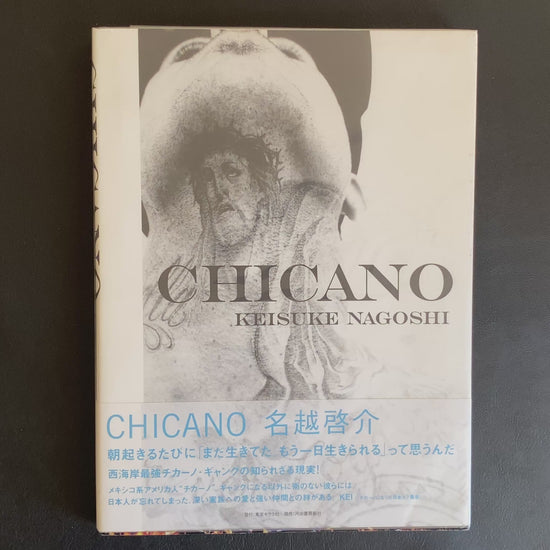 CHICANO
CHICANO
KEISUKE NAGOSHI
CHICANO 名越啓介
朝起きるたびに「まだ生きてた もう一日生きられる」って思うんだ
西海岸最強チカーノ・ギャングの知られざる現実!
メキシコ系アメリカ人“チカーノ”。ギャングになる以外に術のない彼らには
日本人が忘れてしまった、深い家族への愛と強い仲間との絆がある KEI